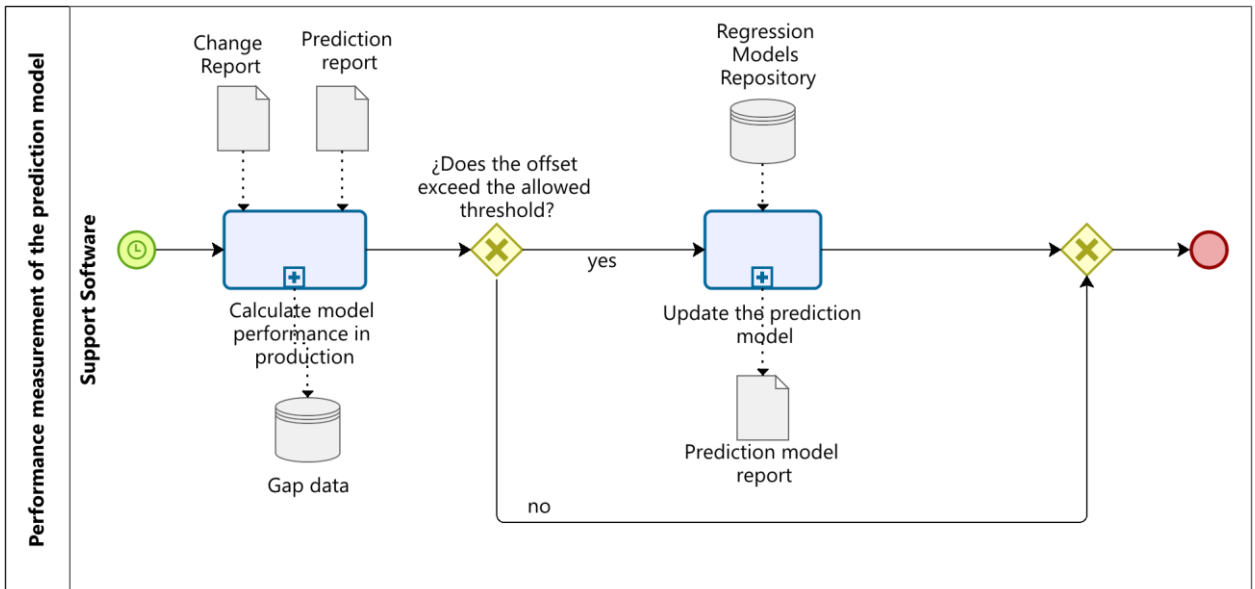 Performance measurement of the prediction model
Support Software
Change
Report
Prediction
report
¿Does the offset
exceed the allowed
threshold?
Regression
Models
Repository
yes
Calculate model
performance in
production
Update the prediction
model
Gap data
Prediction model
report
no